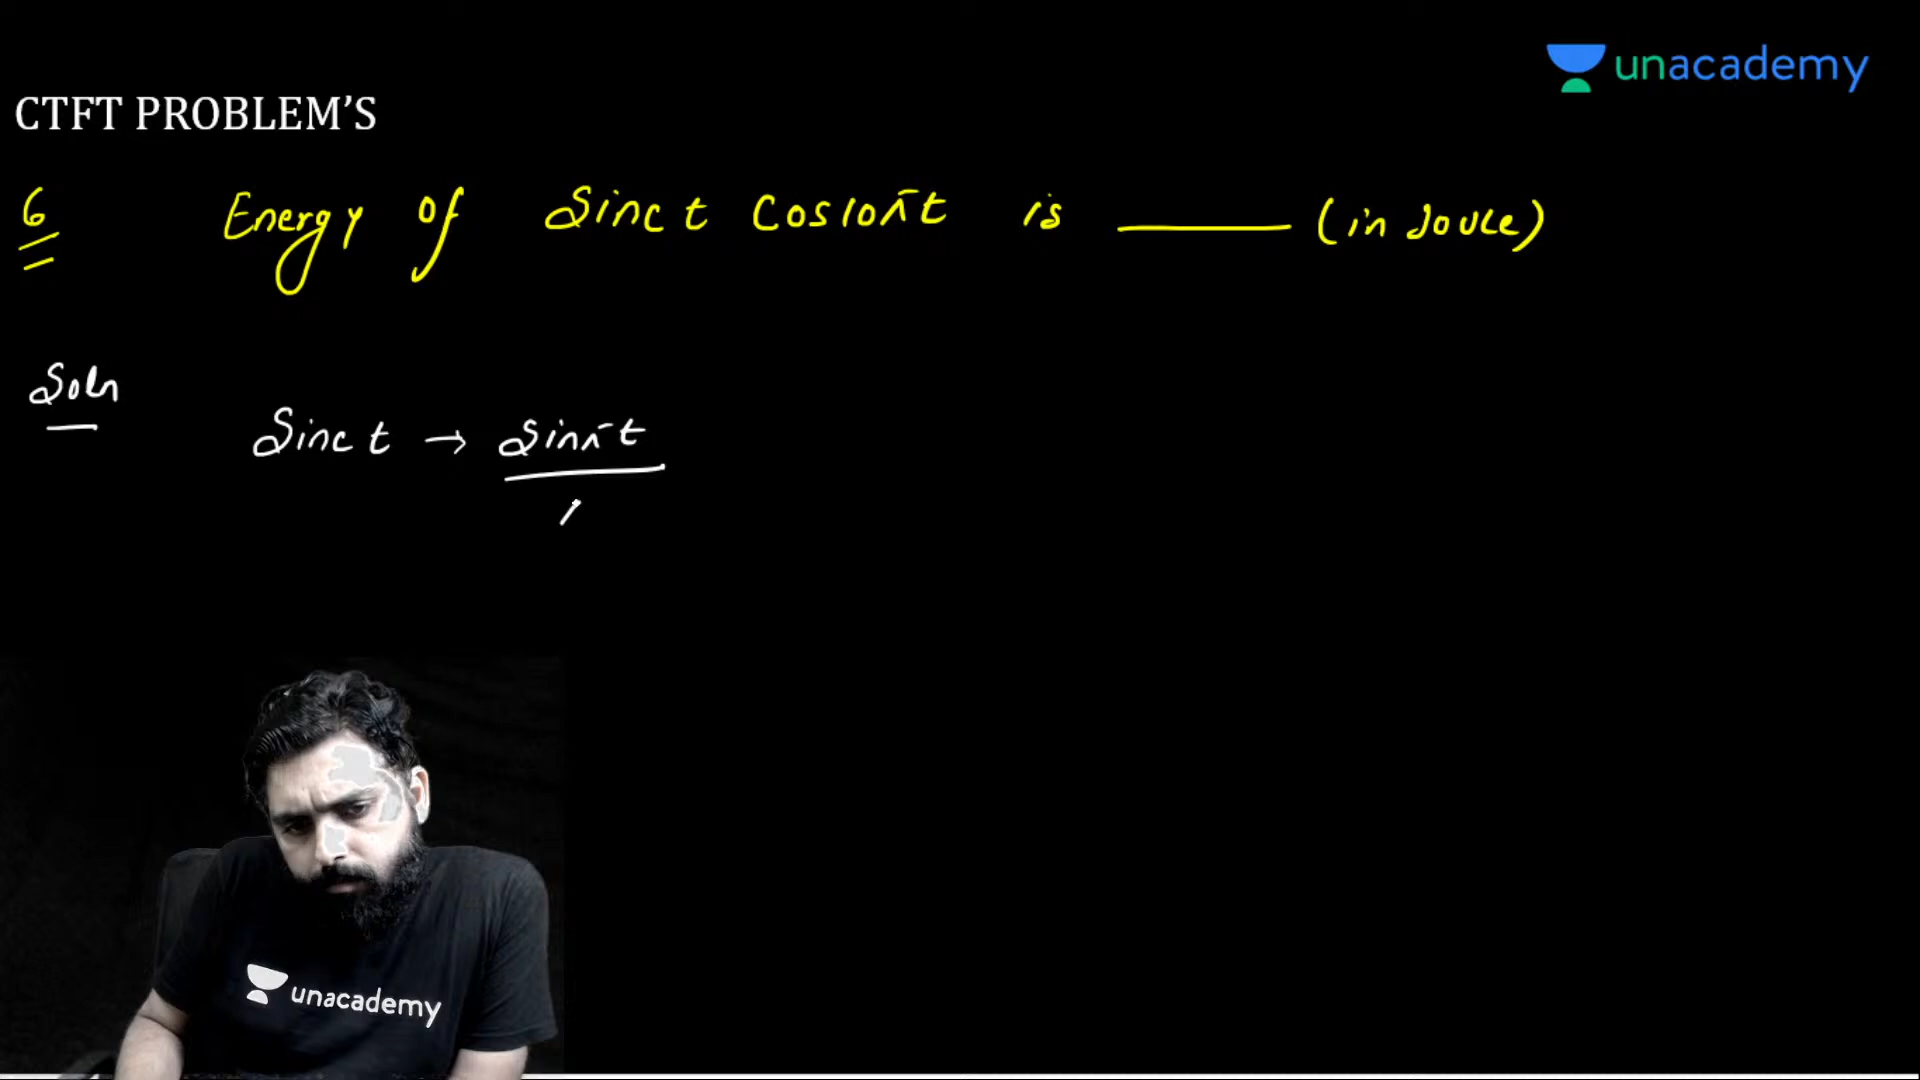 unacademy
CTFT PROBLEM'S
6 Energy of Sinc t Cos10πt is ______ (in Joule)
Soln
Sinc t → Sinπt
unacademy